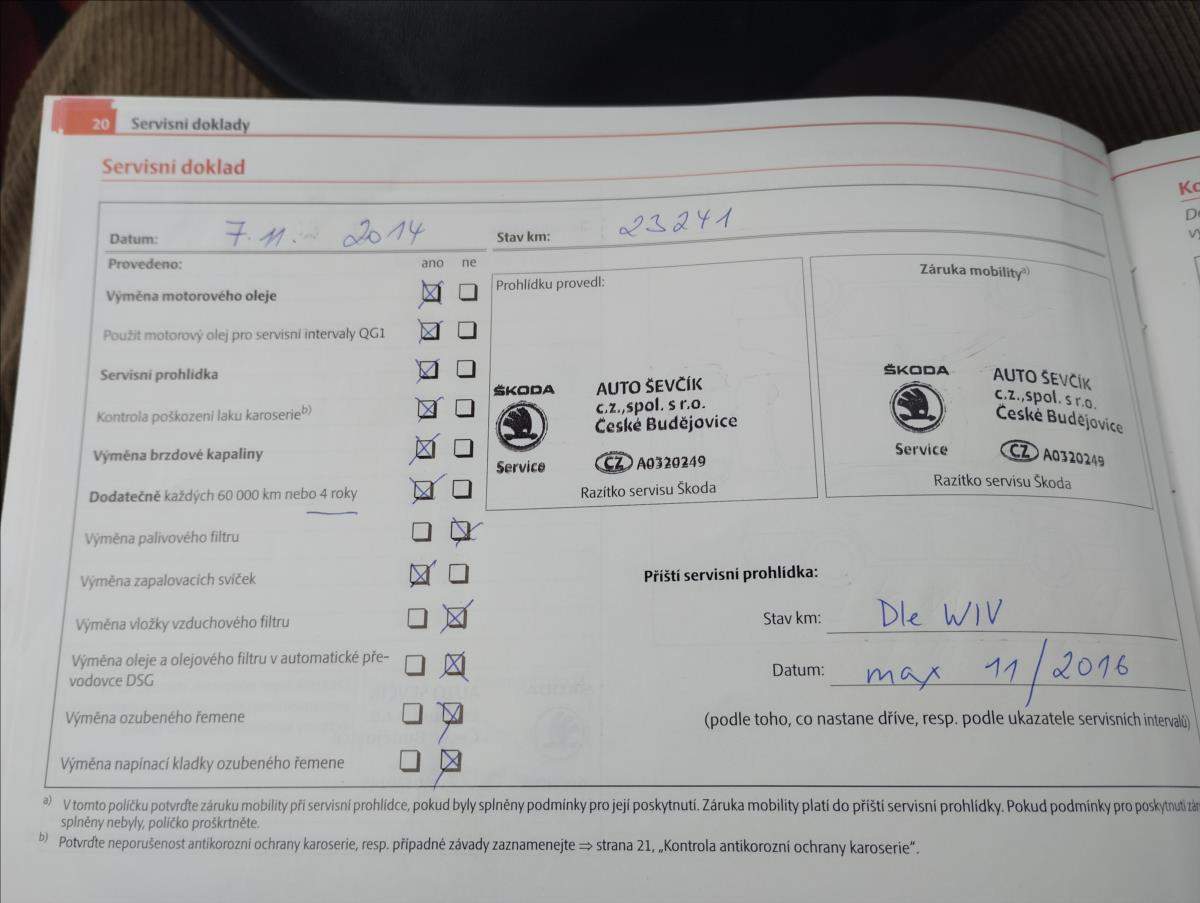 20 Servisní doklady
Servisní doklad
Datum: 7. 11. 2014 Stav km: 23241
Provedeno: ano ne
Výměna motorového oleje
Použit motorový olej pro servisní intervaly QG1
Servisní prohlídka
Kontrola poškození laku karoserie b)
Výměna brzdové kapaliny
Dodatečně každých 60 000 km nebo 4 roky
Výměna palivového filtru
Výměna zapalovacích svíček
Výměna vložky vzduchového filtru
Výměna oleje a olejového filtru v automatické pře-
vodovce DSG
Výměna ozubeného řemene
Výměna napínací kladky ozubeného řemene
Prohlídku provedl:
ŠKODA
Service
AUTO ŠEVČÍK
c.z.,spol. s r.o.
České Budějovice
CZ A0320249
Razítko servisu Škoda
Záruka mobility a)
ŠKODA
Service
AUTO ŠEVČÍK
c.z.,spol. s r.o.
České Budějovice
CZ A0320249
Razítko servisu Škoda
Příští servisní prohlídka:
Stav km: Dle WIV
Datum: max 11/2016
(podle toho, co nastane dříve, resp. podle ukazatele servisních intervalů)
a) V tomto políčku potvrďte záruku mobility při servisní prohlídce, pokud byly splněny podmínky pro její poskytnutí. Záruka mobility platí do příští servisní prohlídky. Pokud podmínky pro poskytnutí
splněny nebyly, políčko proškrtněte.
b) Potvrďte neporušenost antikorozní ochrany karoserie, resp. případné závady zaznamenejte ⇒ strana 21, „Kontrola antikorozní ochrany karoserie“.